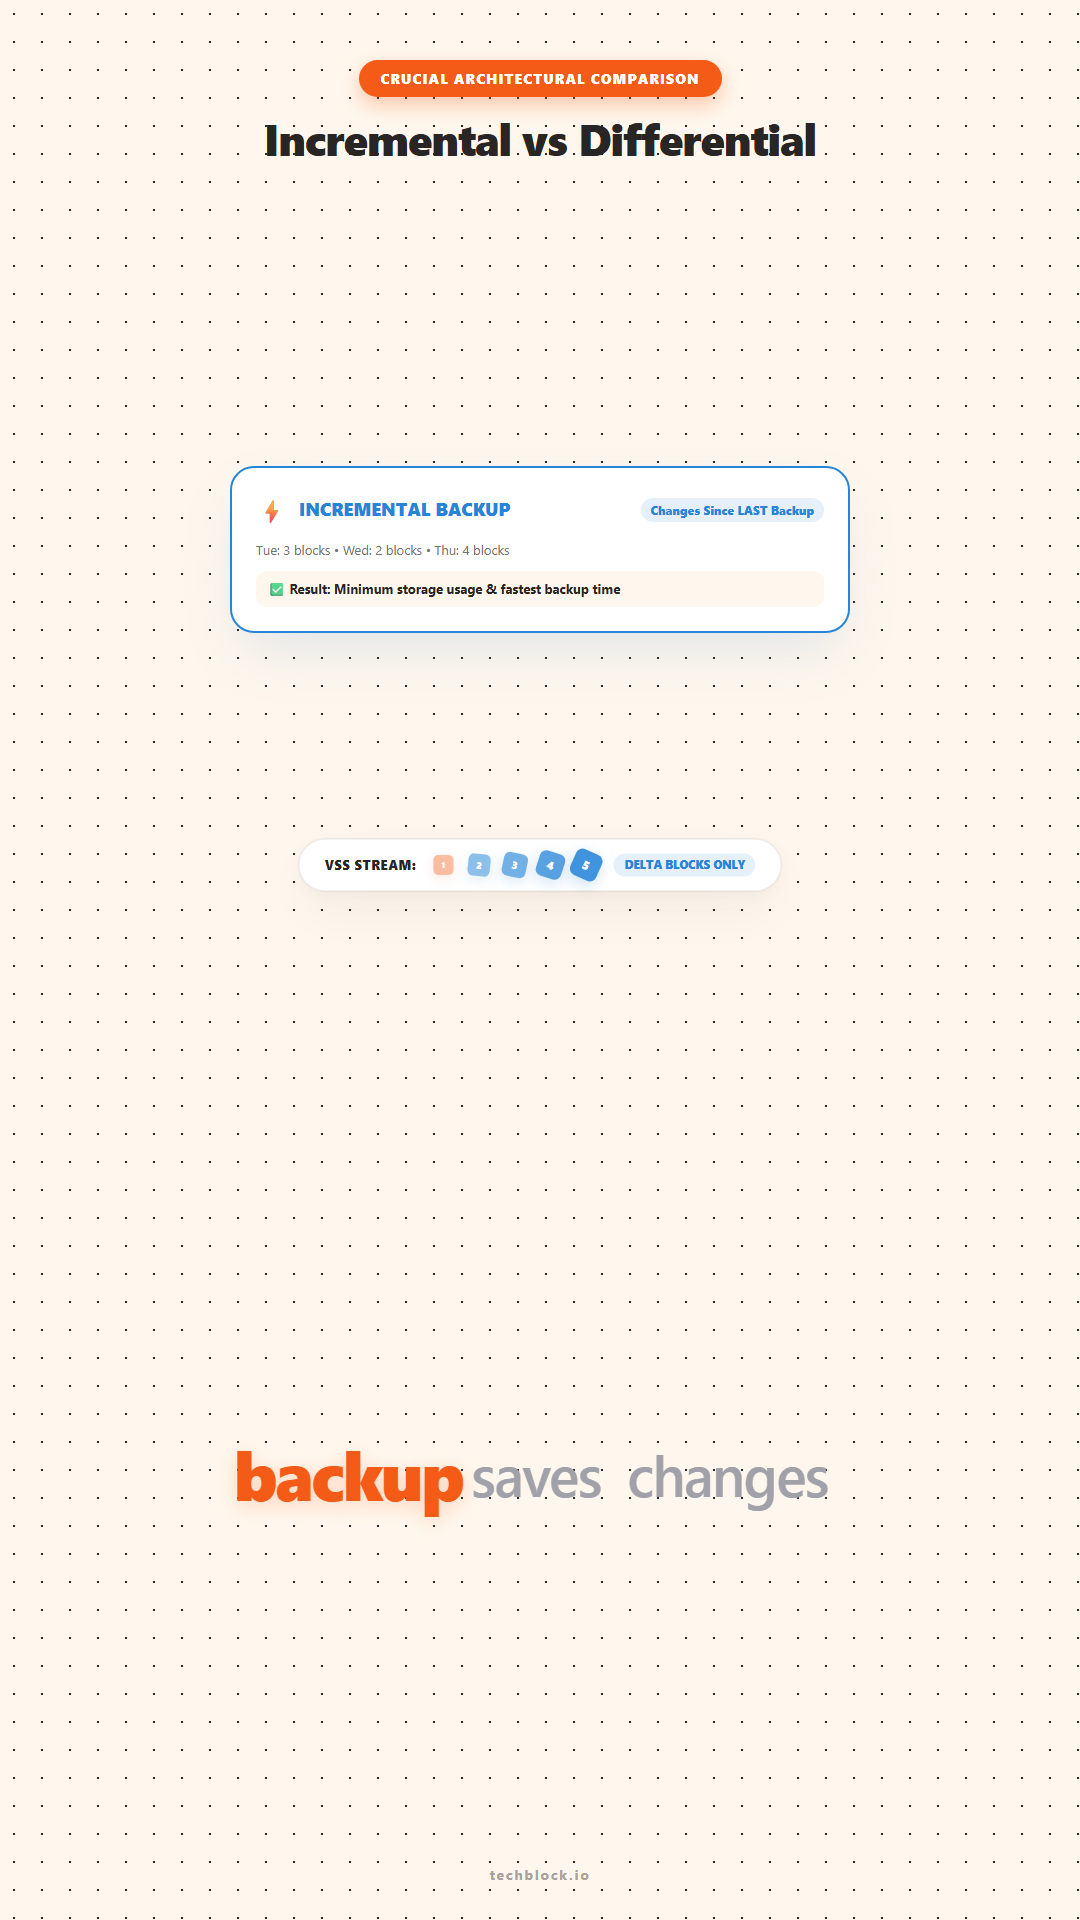 CRUCIAL ARCHITECTURAL COMPARISON
Incremental vs Differential
INCREMENTAL BACKUP
Changes Since LAST Backup
Tue: 3 blocks • Wed: 2 blocks • Thu: 4 blocks
✅ Result: Minimum storage usage & fastest backup time
VSS STREAM: 1 2 3 4 5 DELTA BLOCKS ONLY
backup saves changes
techblock.io